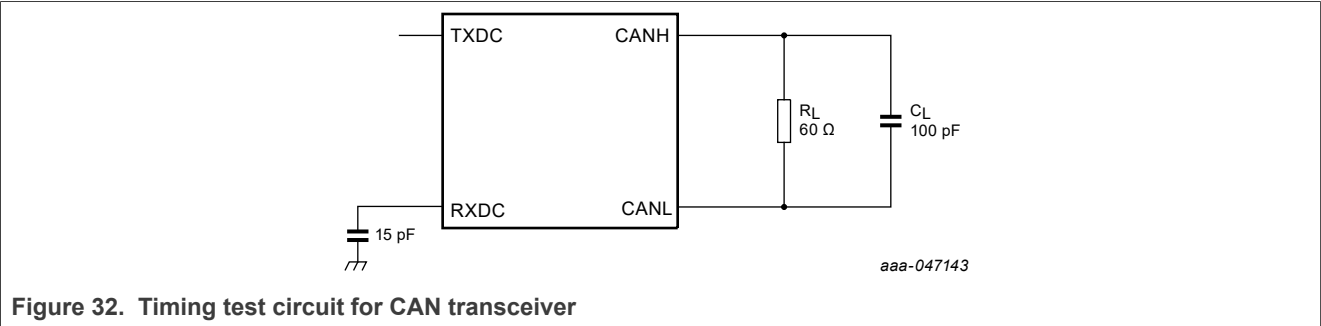 TXDC CANH
RL
60 Ω
CL
100 pF
RXDC CANL
15 pF
aaa-047143
Figure 32. Timing test circuit for CAN transceiver